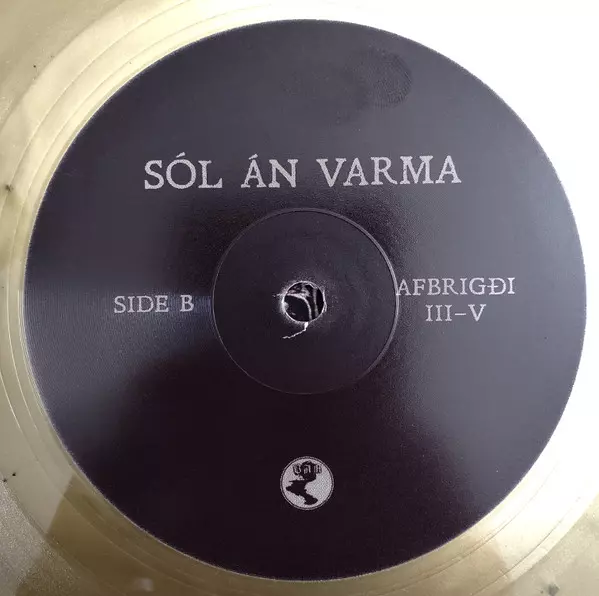 SÓL ÁN VARMA
SIDE B
AFBRIGÐI
III-V